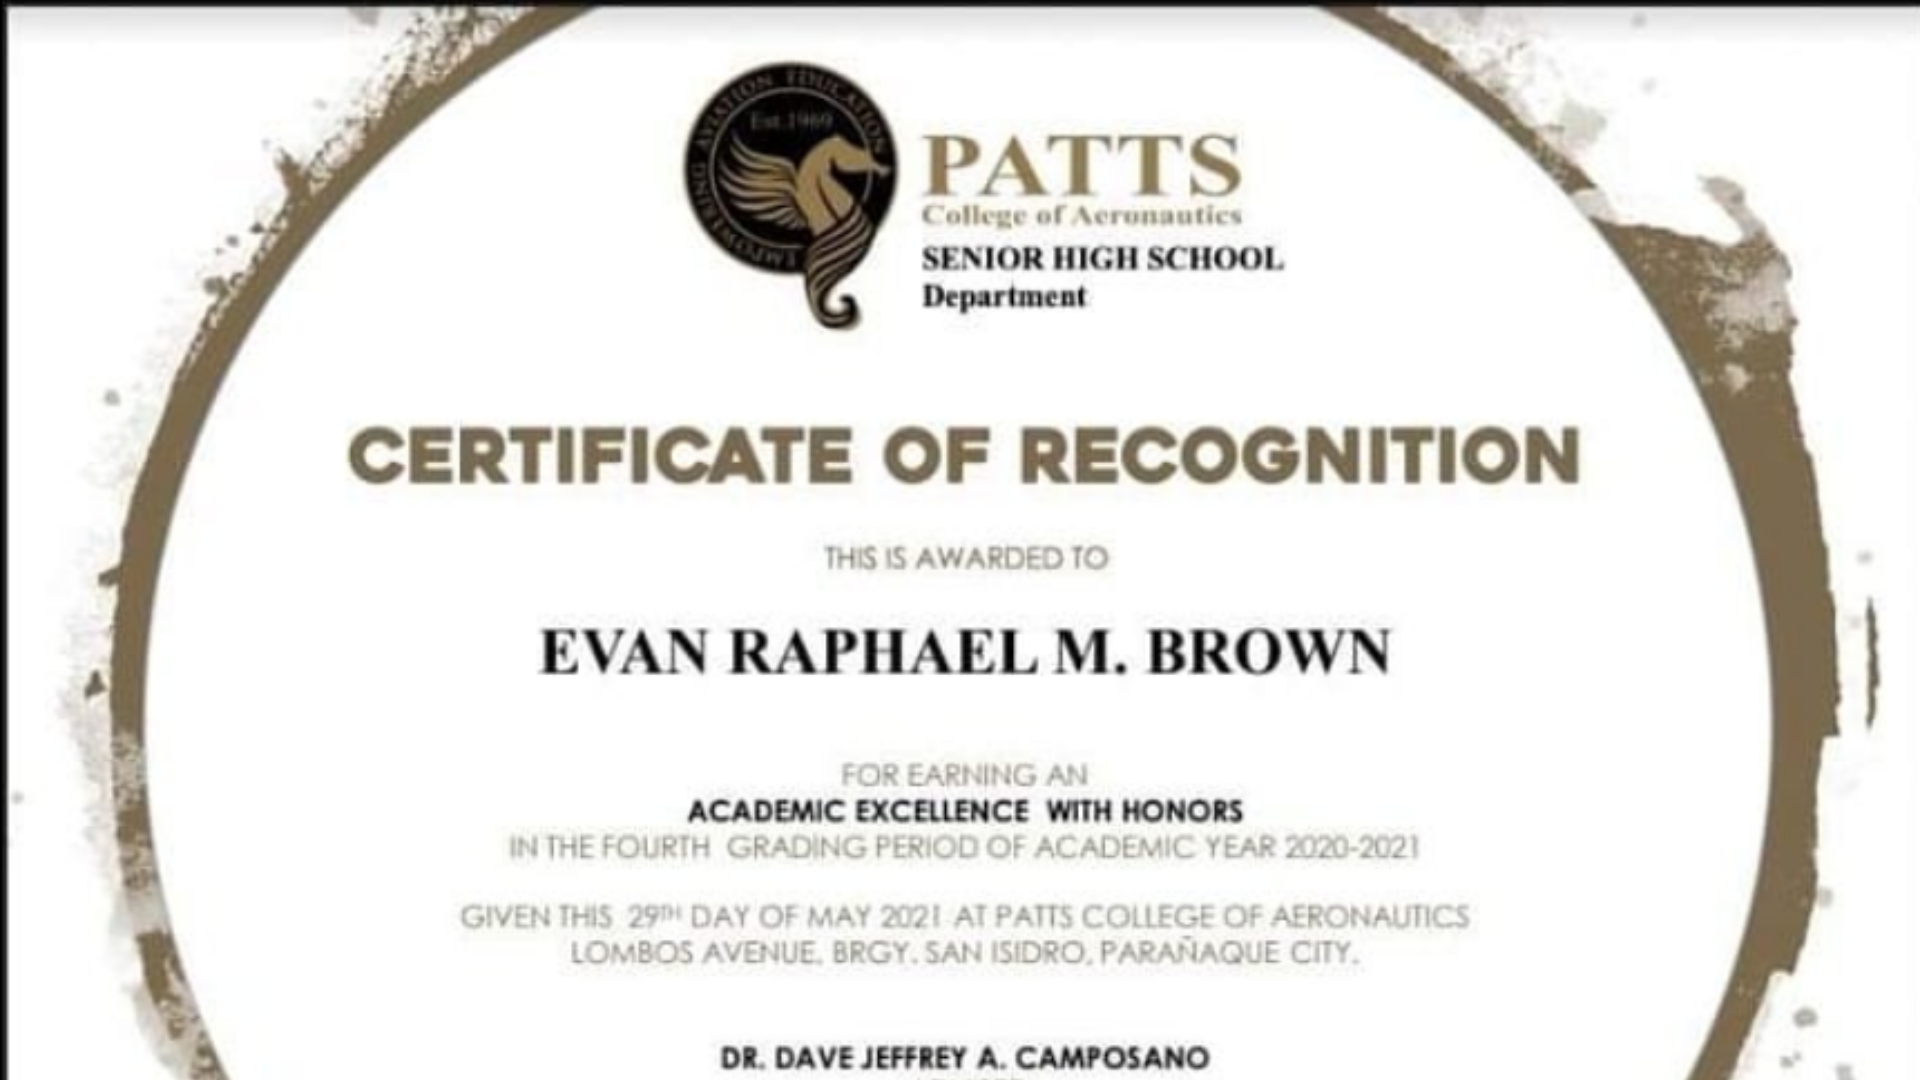 EMPOWERING AVIATION EDUCATION
Est.1969
PATTS
College of Aeronautics
SENIOR HIGH SCHOOL
Department
CERTIFICATE OF RECOGNITION
THIS IS AWARDED TO
EVAN RAPHAEL M. BROWN
FOR EARNING AN
ACADEMIC EXCELLENCE WITH HONORS
IN THE FOURTH GRADING PERIOD OF ACADEMIC YEAR 2020-2021
GIVEN THIS 29TH DAY OF MAY 2021 AT PATTS COLLEGE OF AERONAUTICS
LOMBOS AVENUE, BRGY. SAN ISIDRO, PARAÑAQUE CITY.
DR. DAVE JEFFREY A. CAMPOSANO